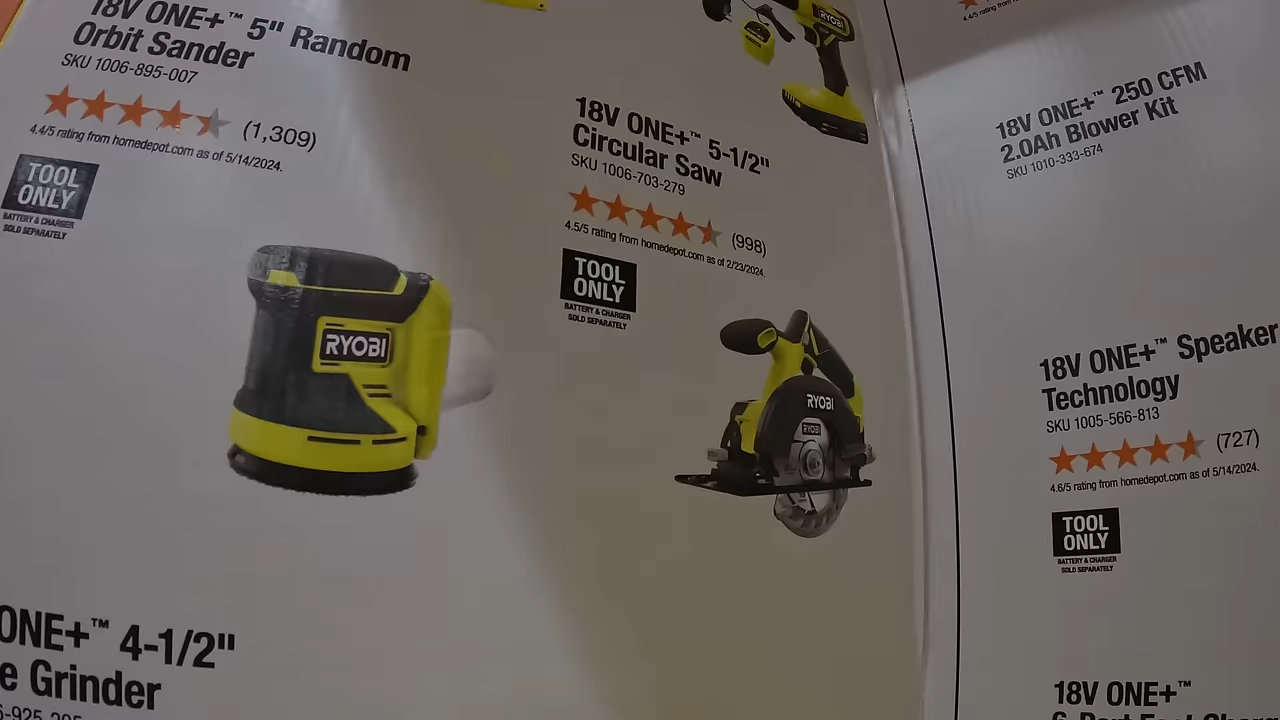 18V ONE+™ 5" Random
Orbit Sander
SKU 1006-895-007
(1,309)
4.4/5 rating from homedepot.com as of 5/14/2024.
TOOL
ONLY
BATTERY & CHARGER
SOLD SEPARATELY
RYOBI
ONE+™ 4-1/2"
e Grinder
RYOBI
18V ONE+™ 5-1/2"
Circular Saw
SKU 1006-703-279
(998)
4.5/5 rating from homedepot.com as of 2/23/2024.
TOOL
ONLY
BATTERY & CHARGER
SOLD SEPARATELY
RYOBI
RYOBI
4.4/5 rating from
18V ONE+™ 250 CFM
2.0Ah Blower Kit
SKU 1010-333-674
18V ONE+™ Speaker
Technology
SKU 1005-566-813
(727)
4.6/5 rating from homedepot.com as of 5/14/2024.
TOOL
ONLY
BATTERY & CHARGER
SOLD SEPARATELY
18V ONE+™